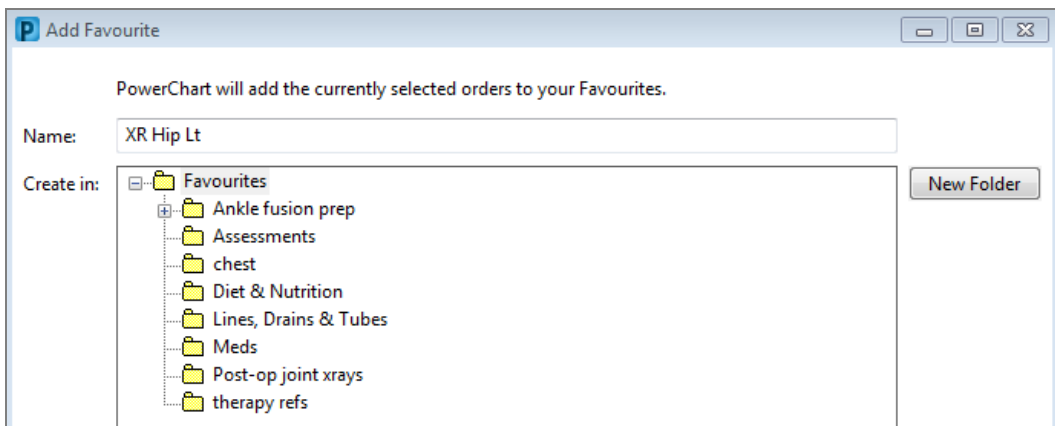 P Add Favourite
PowerChart will add the currently selected orders to your Favourites.
Name: XR Hip Lt
Create in: Favourites New Folder
Ankle fusion prep
Assessments
chest
Diet & Nutrition
Lines, Drains & Tubes
Meds
Post-op joint xrays
therapy refs